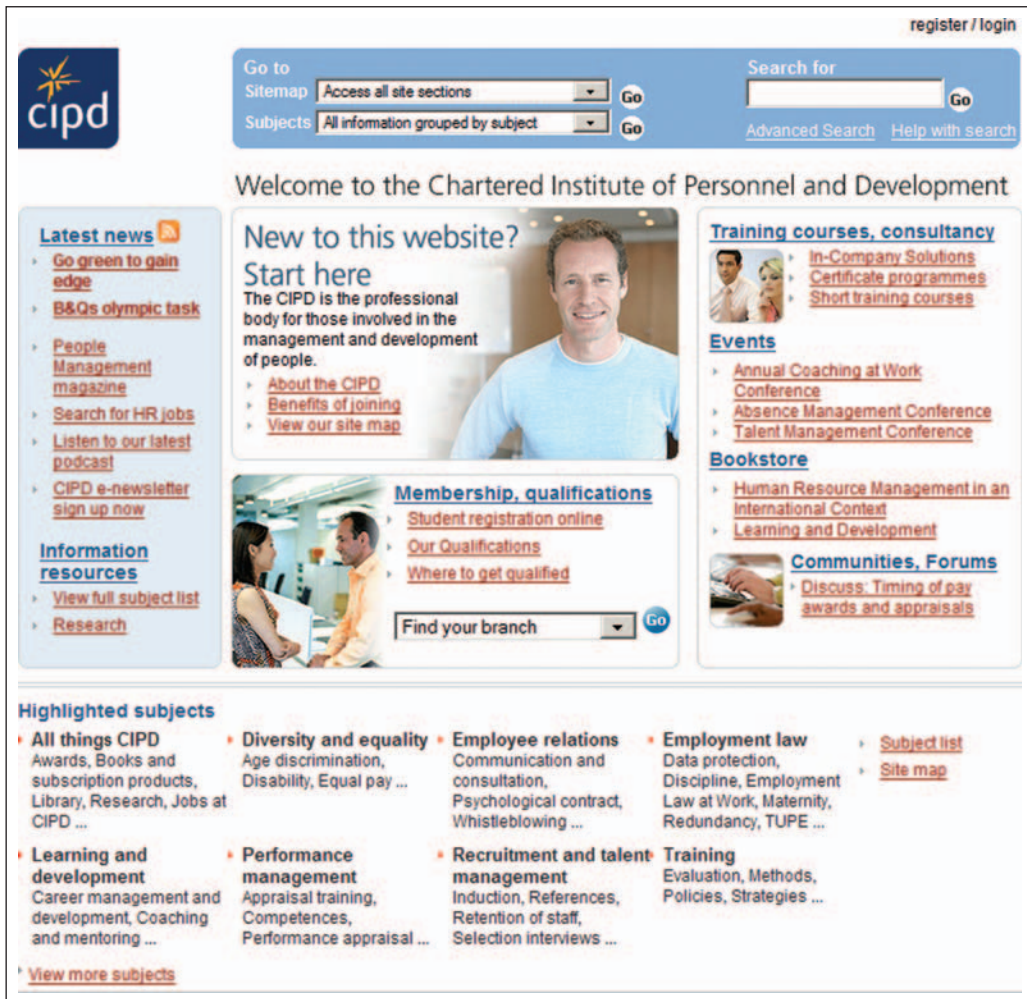 register / login
cipd
Go to
Sitemap Access all site sections Go
Subjects All information grouped by subject Go
Search for
Go
Advanced Search Help with search
Welcome to the Chartered Institute of Personnel and Development
Latest news
Go green to gain
edge
B&Qs olympic task
People
Management
magazine
Search for HR jobs
Listen to our latest
podcast
CIPD e-newsletter
sign up now
Information
resources
View full subject list
Research
New to this website?
Start here
The CIPD is the professional
body for those involved in the
management and development
of people.
About the CIPD
Benefits of joining
View our site map
Membership, qualifications
Student registration online
Our Qualifications
Where to get qualified
Find your branch Go
Training courses, consultancy
In-Company Solutions
Certificate programmes
Short training courses
Events
Annual Coaching at Work
Conference
Absence Management Conference
Talent Management Conference
Bookstore
Human Resource Management in an
International Context
Learning and Development
Communities, Forums
Discuss: Timing of pay
awards and appraisals
Highlighted subjects
All things CIPD
Awards, Books and
subscription products,
Library, Research, Jobs at
CIPD ...
Diversity and equality
Age discrimination,
Disability, Equal pay ...
Employee relations
Communication and
consultation,
Psychological contract,
Whistleblowing ...
Employment law
Data protection,
Discipline, Employment
Law at Work, Maternity,
Redundancy, TUPE ...
Subject list
Site map
Learning and
development
Career management and
development, Coaching
and mentoring ...
Performance
management
Appraisal training,
Competences,
Performance appraisal ...
Recruitment and talent
management
Induction, References,
Retention of staff,
Selection interviews ...
Training
Evaluation, Methods,
Policies, Strategies ...
View more subjects